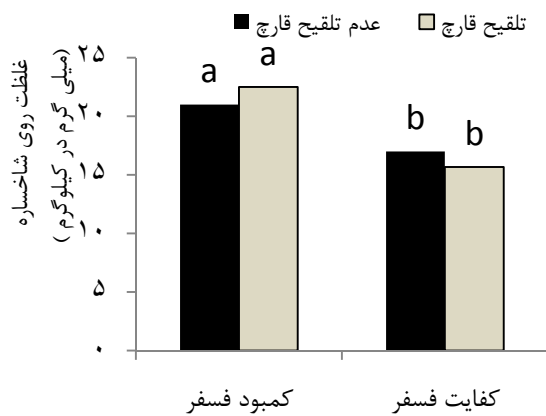 تلقیح قارچ
عدم تلقیح قارچ
غلظت روی شاخساره
(میلی گرم در کیلوگرم)
۲۵
۲۰
۱۵
۱۰
۵
۰
a
a
b
b
کمبود فسفر
کفایت فسفر